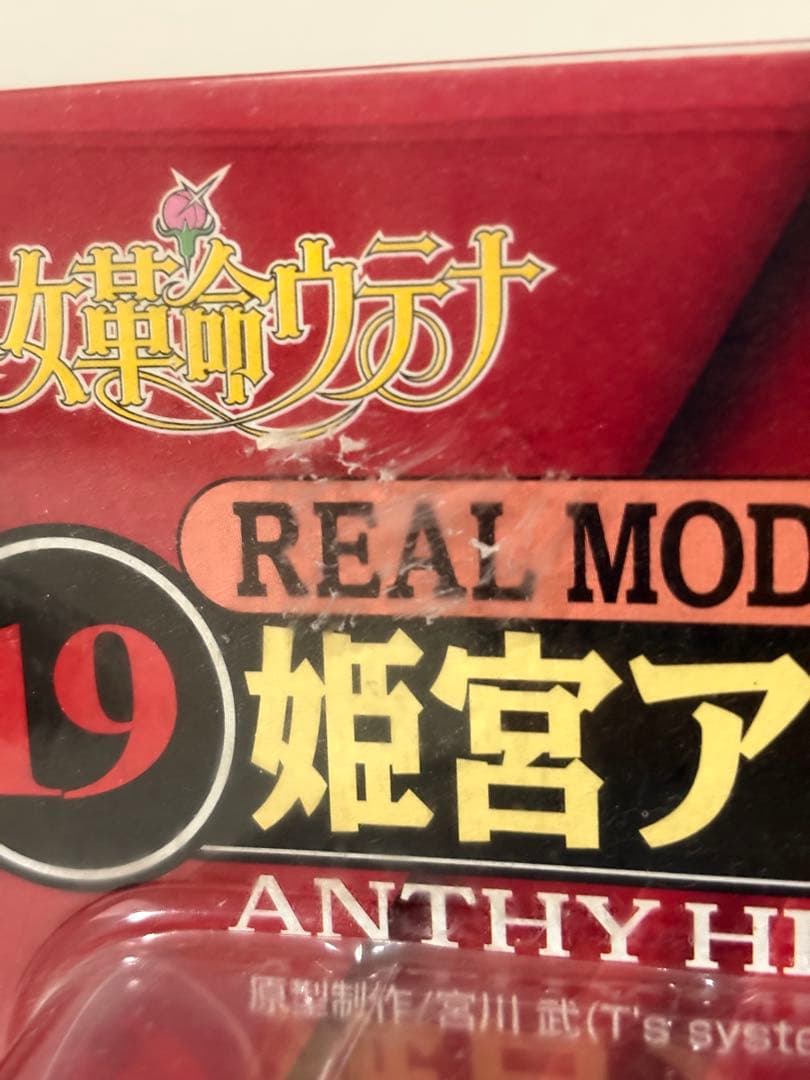 女革命ウテナ
REAL MOD
19
姫宮ア
ANTHY HI
原型制作/宮川 武(T's syste